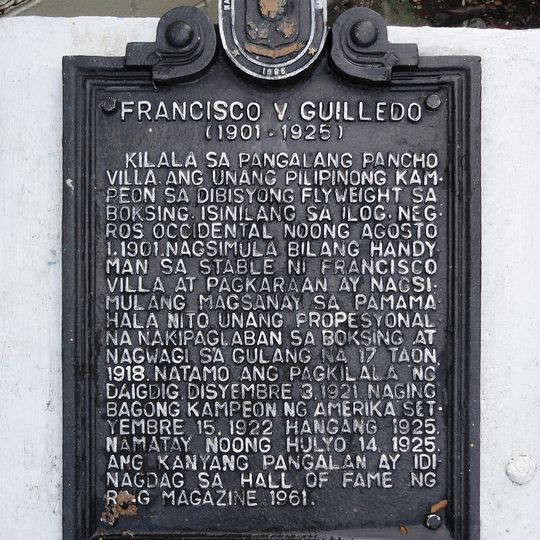 FRANCISCO V. GUILLEDO
(1901-1925)
KILALA SA PANGALANG PANCHO
VILLA. ANG UNANG PILIPINONG KAM-
PEON SA DIBISYONG FLYWEIGHT SA
BOKSING. ISINILANG SA ILOG, NEG-
ROS OCCIDENTAL NOONG AGOSTO
1, 1901. NAGSIMULA BILANG HANDY-
MAN SA STABLE NI FRANCISCO
VILLA AT PAGKARAAN AY NAGSI-
MULANG MAGSANAY SA PAMAMA
HALA NITO. UNANG PROPESYONAL
NA NAKIPAGLABAN SA BOKSING AT
NAGWAGI SA GULANG NA 17 TAON,
1918. NATAMO ANG PAGKILALA NG
DAIGDIG, DISYEMBRE 3, 1921. NAGING
BAGONG KAMPEON NG AMERIKA SET-
YEMBRE 15, 1922 HANGANG 1925.
NAMATAY NOONG HULYO 14, 1925.
ANG KANYANG PANGALAN AY IDI
NAGDAG SA HALL OF FAME NG
RING MAGAZINE 1961.